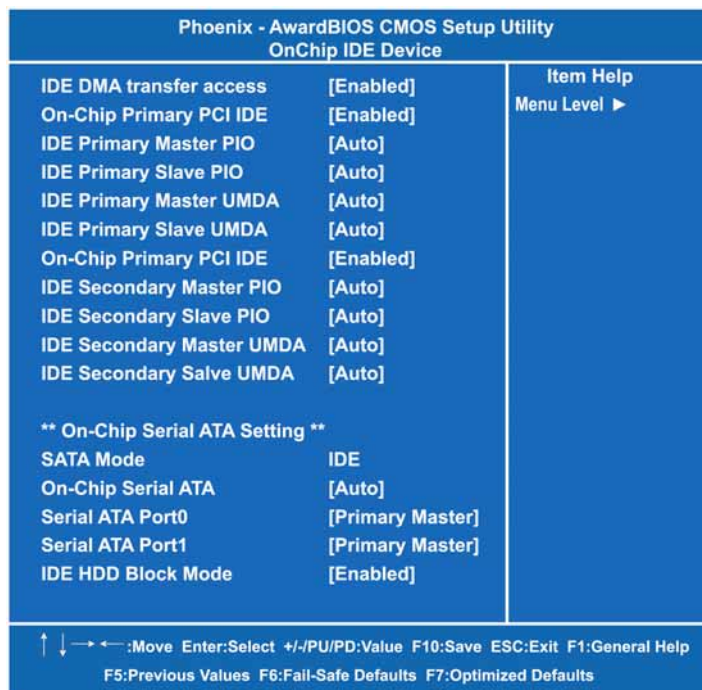 Phoenix - AwardBIOS CMOS Setup Utility
OnChip IDE Device
IDE DMA transfer access [Enabled]
On-Chip Primary PCI IDE [Enabled]
IDE Primary Master PIO [Auto]
IDE Primary Slave PIO [Auto]
IDE Primary Master UMDA [Auto]
IDE Primary Slave UMDA [Auto]
On-Chip Primary PCI IDE [Enabled]
IDE Secondary Master PIO [Auto]
IDE Secondary Slave PIO [Auto]
IDE Secondary Master UMDA [Auto]
IDE Secondary Salve UMDA [Auto]
** On-Chip Serial ATA Setting **
SATA Mode IDE
On-Chip Serial ATA [Auto]
Serial ATA Port0 [Primary Master]
Serial ATA Port1 [Primary Master]
IDE HDD Block Mode [Enabled]
Item Help
Menu Level ►
↑ ↓ → ← :Move Enter:Select +/-/PU/PD:Value F10:Save ESC:Exit F1:General Help
F5:Previous Values F6:Fail-Safe Defaults F7:Optimized Defaults